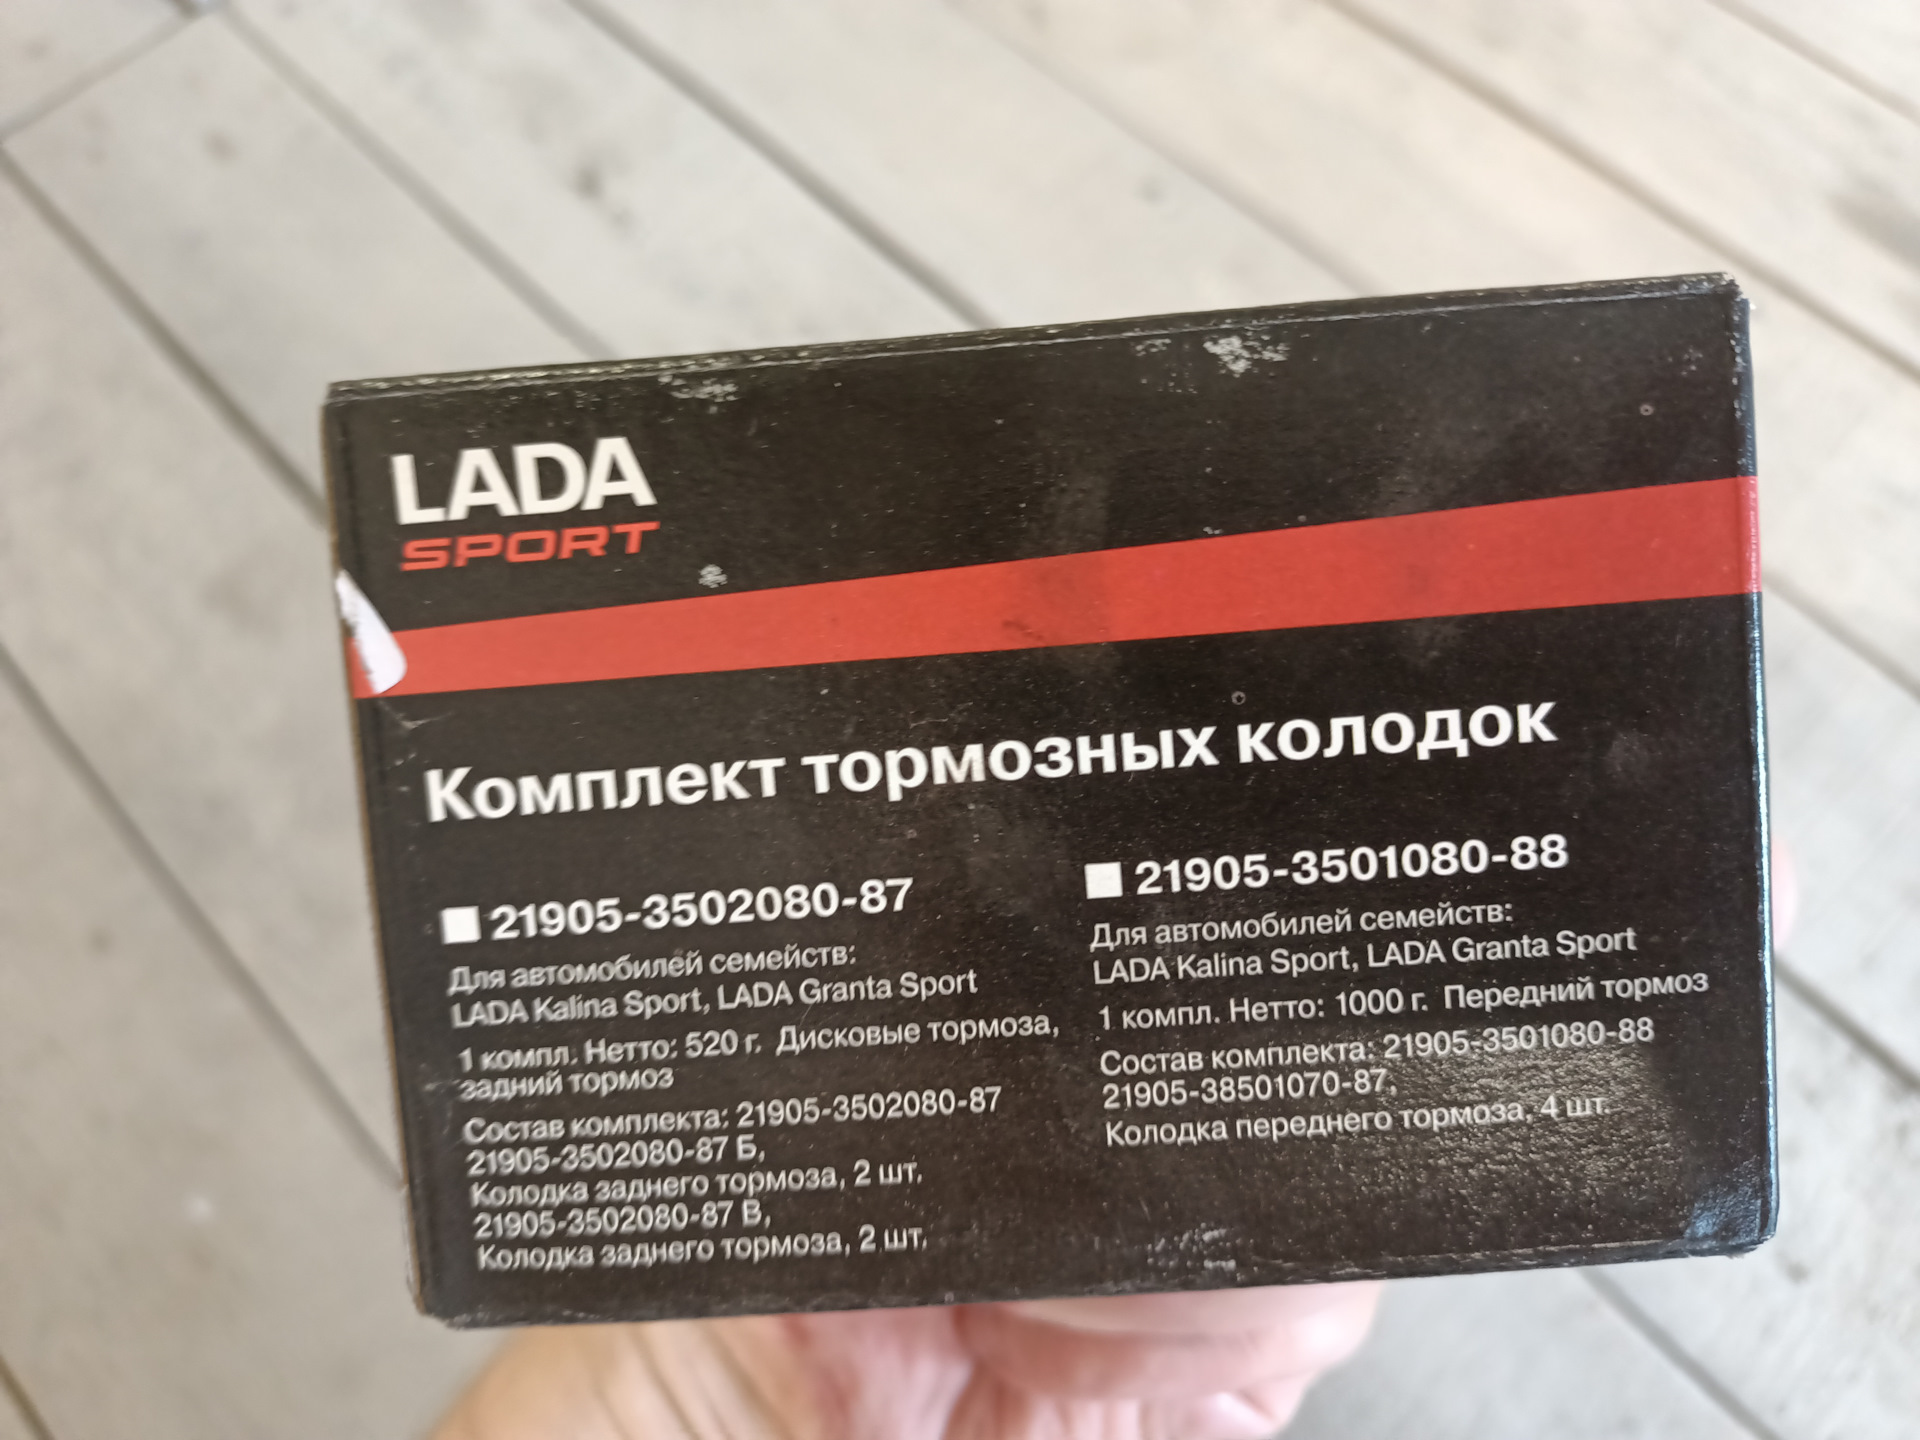 LADA
SPORT
Комплект тормозных колодок
21905-3502080-87
Для автомобилей семейств:
LADA Kalina Sport, LADA Granta Sport
1 компл. Нетто: 520 г. Дисковые тормоза,
задний тормоз
Состав комплекта: 21905-3502080-87
21905-3502080-87 Б,
Колодка заднего тормоза, 2 шт,
21905-3502080-87 В,
Колодка заднего тормоза, 2 шт,
21905-3501080-88
Для автомобилей семейств:
LADA Kalina Sport, LADA Granta Sport
1 компл. Нетто: 1000 г. Передний тормоз
Состав комплекта: 21905-3501080-88
21905-38501070-87,
Колодка переднего тормоза, 4 шт.